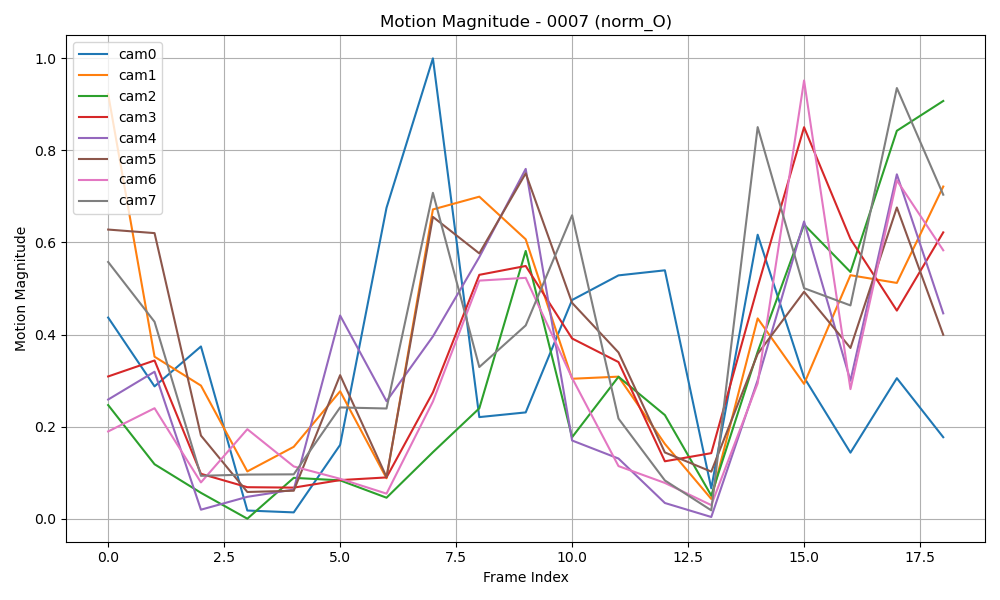 Motion Magnitude - 0007 (norm_O)
cam0
cam1
cam2
cam3
cam4
cam5
cam6
cam7
Motion Magnitude
1.0
0.8
0.6
0.4
0.2
0.0
0.0 2.5 5.0 7.5 10.0 12.5 15.0 17.5
Frame Index